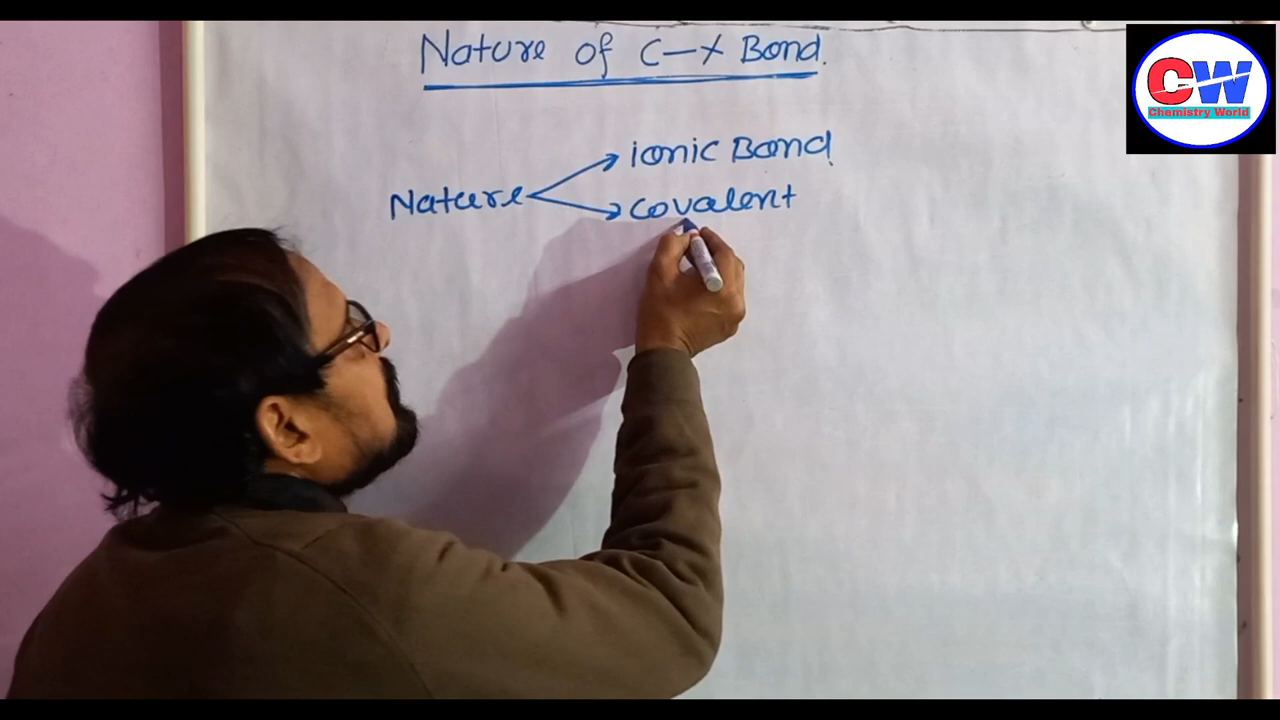 Nature of C-X Bond.
ionic Bond
Nature
covalent
CW
Chemistry World